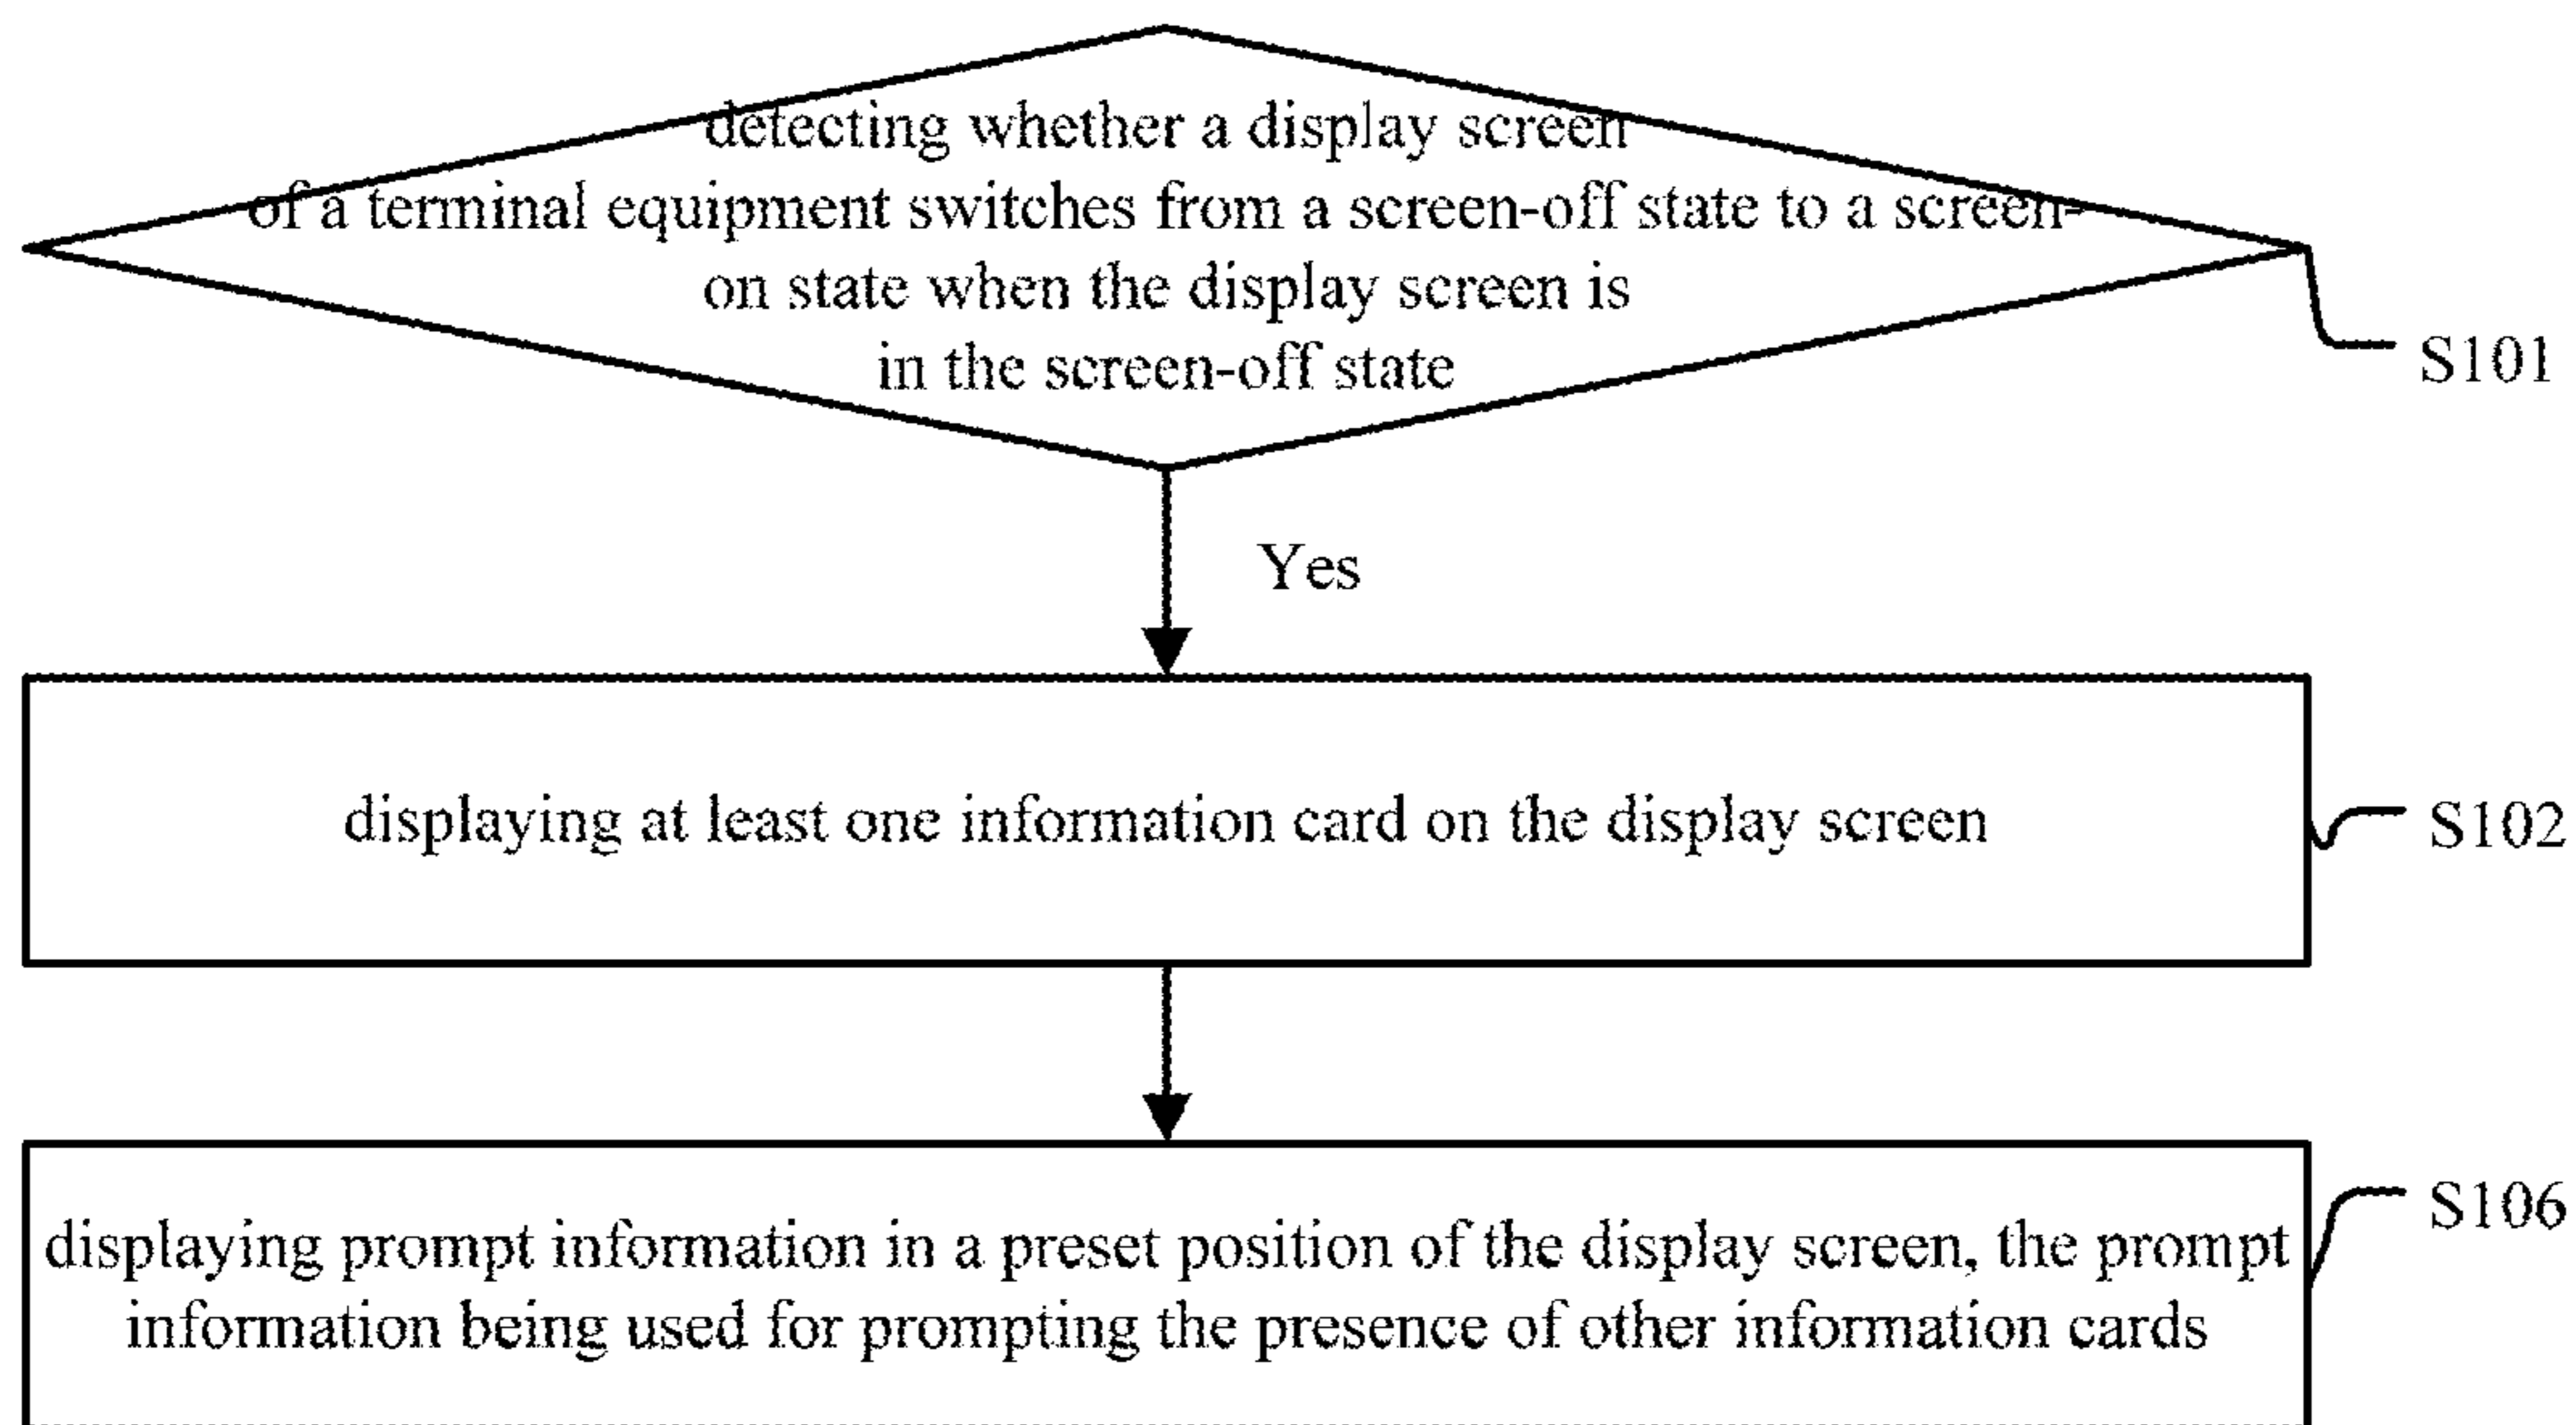 detecting whether a display screen
of a terminal equipment switches from a screen-off state to a screen-
on state when the display screen is
in the screen-off state
S101
Yes
displaying at least one information card on the display screen
S102
S106
displaying prompt information in a preset position of the display screen, the prompt
information being used for prompting the presence of other information cards